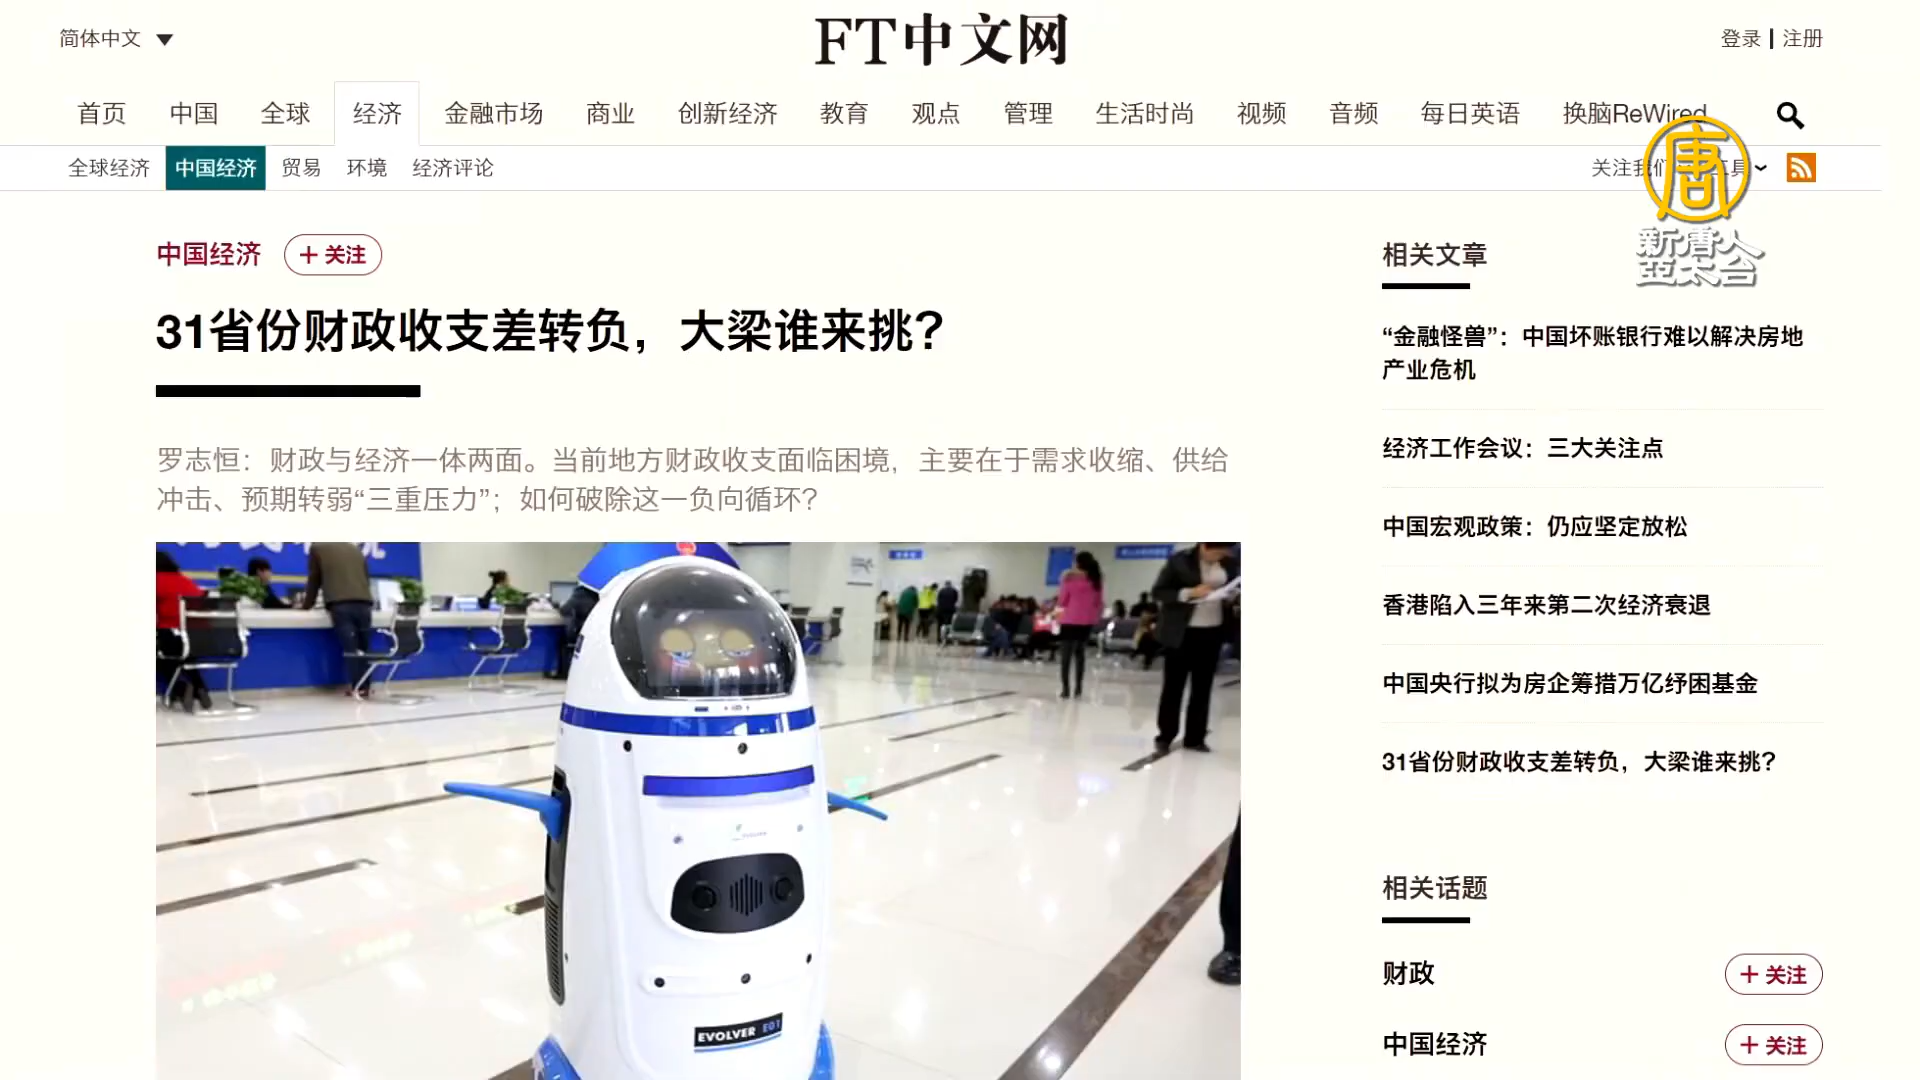 简体中文
FT中文网
登录 | 注册
首页 中国 全球 经济 金融市场 商业 创新经济 教育 观点 管理 生活时尚 视频 音频 每日英语 换脑ReWired
全球经济 中国经济 贸易 环境 经济评论
关注我们 工具
唐
新唐人
亞太台
中国经济 + 关注
31省份财政收支差转负，大梁谁来挑？
罗志恒：财政与经济一体两面。当前地方财政收支面临困境，主要在于需求收缩、供给
冲击、预期转弱“三重压力”；如何破除这一负向循环？
EVOLVER E01
相关文章
“金融怪兽”：中国坏账银行难以解决房地
产业危机
经济工作会议：三大关注点
中国宏观政策：仍应坚定放松
香港陷入三年来第二次经济衰退
中国央行拟为房企筹措万亿纾困基金
31省份财政收支差转负，大梁谁来挑？
相关话题
财政 + 关注
中国经济 + 关注